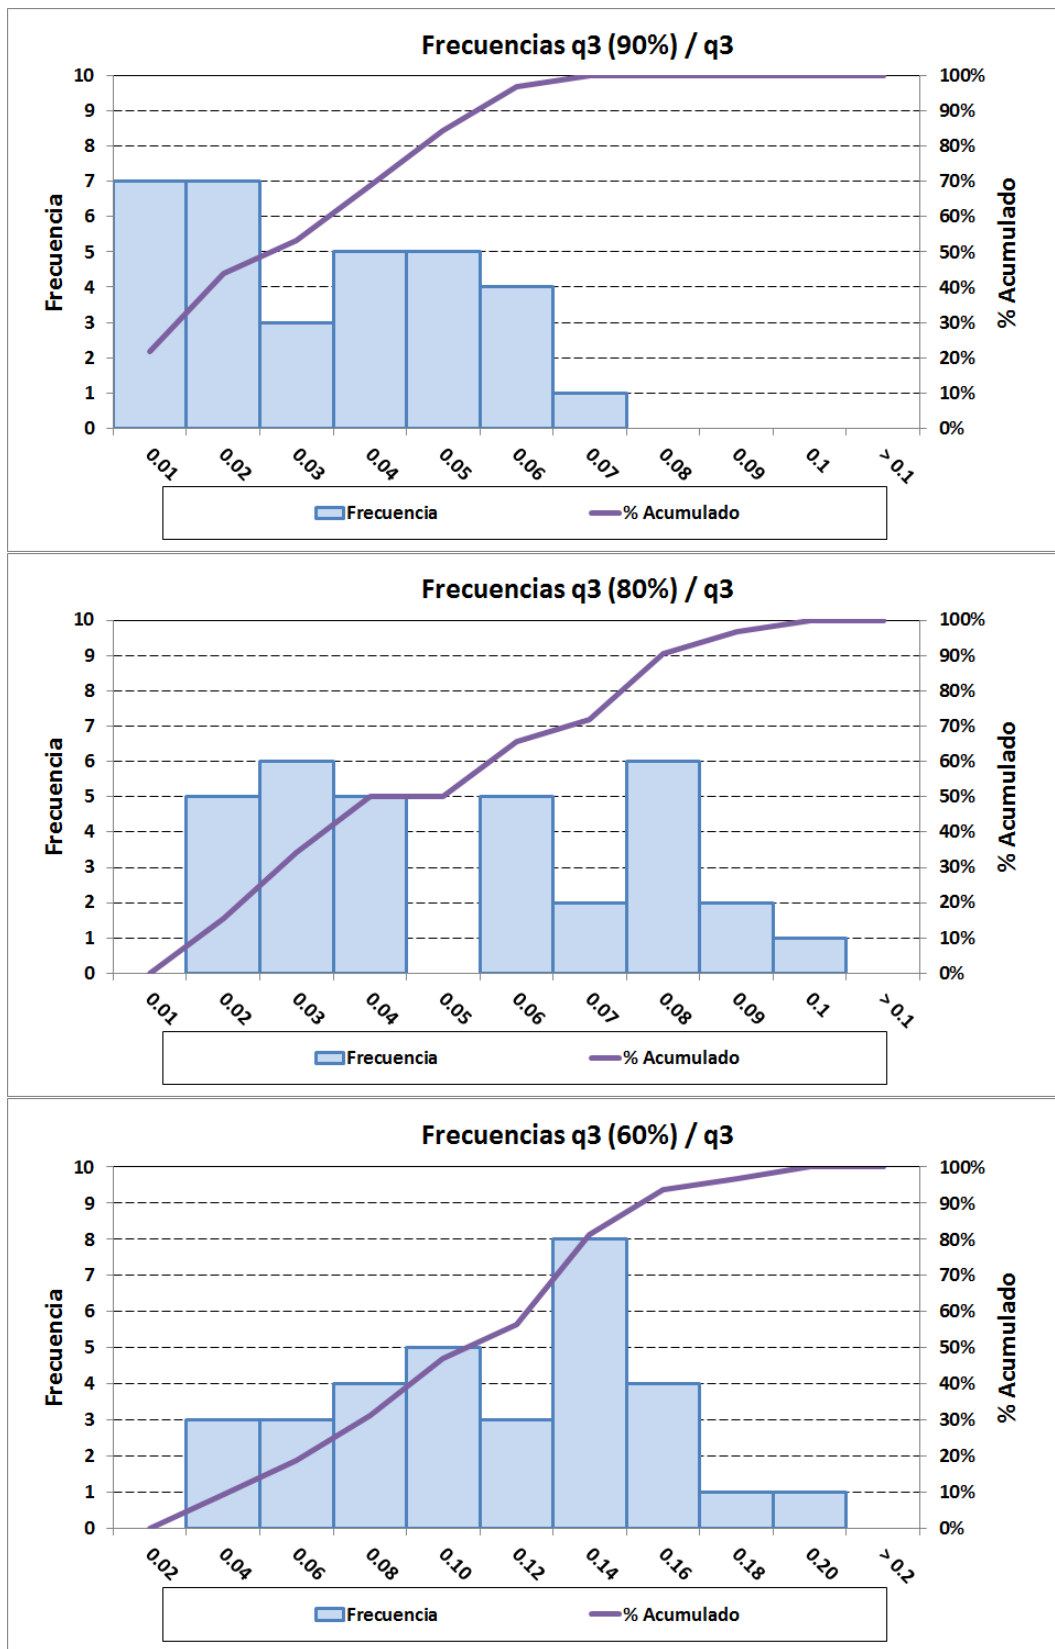 Frecuencias q3 (90%) / q3
10 100%
9 90%
8 80%
7 70%
6 60%
5 50%
4 40%
3 30%
2 20%
1 10%
0 0%
Frecuencia
% Acumulado
0.01 0.02 0.03 0.04 0.05 0.06 0.07 0.08 0.09 0.1 > 0.1
Frecuencia % Acumulado
Frecuencias q3 (80%) / q3
10 100%
9 90%
8 80%
7 70%
6 60%
5 50%
4 40%
3 30%
2 20%
1 10%
0 0%
Frecuencia
% Acumulado
0.01 0.02 0.03 0.04 0.05 0.06 0.07 0.08 0.09 0.1 > 0.1
Frecuencia % Acumulado
Frecuencias q3 (60%) / q3
10 100%
9 90%
8 80%
7 70%
6 60%
5 50%
4 40%
3 30%
2 20%
1 10%
0 0%
Frecuencia
% Acumulado
0.02 0.04 0.06 0.08 0.10 0.12 0.14 0.16 0.18 0.20 > 0.2
Frecuencia % Acumulado